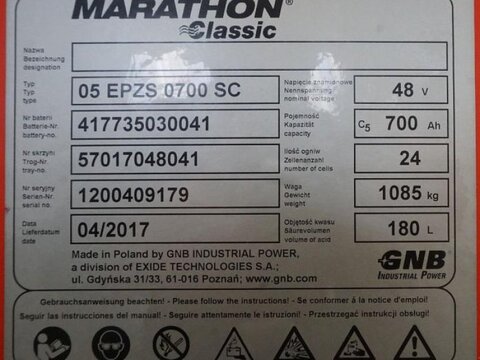 MARATHON®
Classic
Nazwa
Bezeichnung
designation
Typ
Typ
type
05 EPZS 0700 SC
Napięcie znamionowe
Nennspannung
nominal voltage
48 V
Nr baterii
Batterie-Nr.
battery-no.
417735030041
Pojemność
Kapazität
capacity
C5 700 Ah
Nr skrzyni
Trog-Nr.
tray-no.
57017048041
Ilość ogniw
Zellenanzahl
number of cells
24
Nr seryjny
Serien-Nr.
serial no.
1200409179
Waga
Gewicht
weight
1085 kg
Data
Lieferdatum
date
04/2017
Objętość kwasu
Säurevolumen
volume of acid
180 L
Made in Poland by GNB INDUSTRIAL POWER,
a division of EXIDE TECHNOLOGIES S.A.;
ul. Gdyńska 31/33, 61-016 Poznań; www.gnb.com
GNB®
INDUSTRIAL POWER
Gebrauchsanweisung beachten! - Please follow the instructions! - Se conformer á la notice d'emploi!
Seguir las instrucciones del manual! - Seguire attentamente le istruzioni! - Przestrzegać instrukcji obsługi!